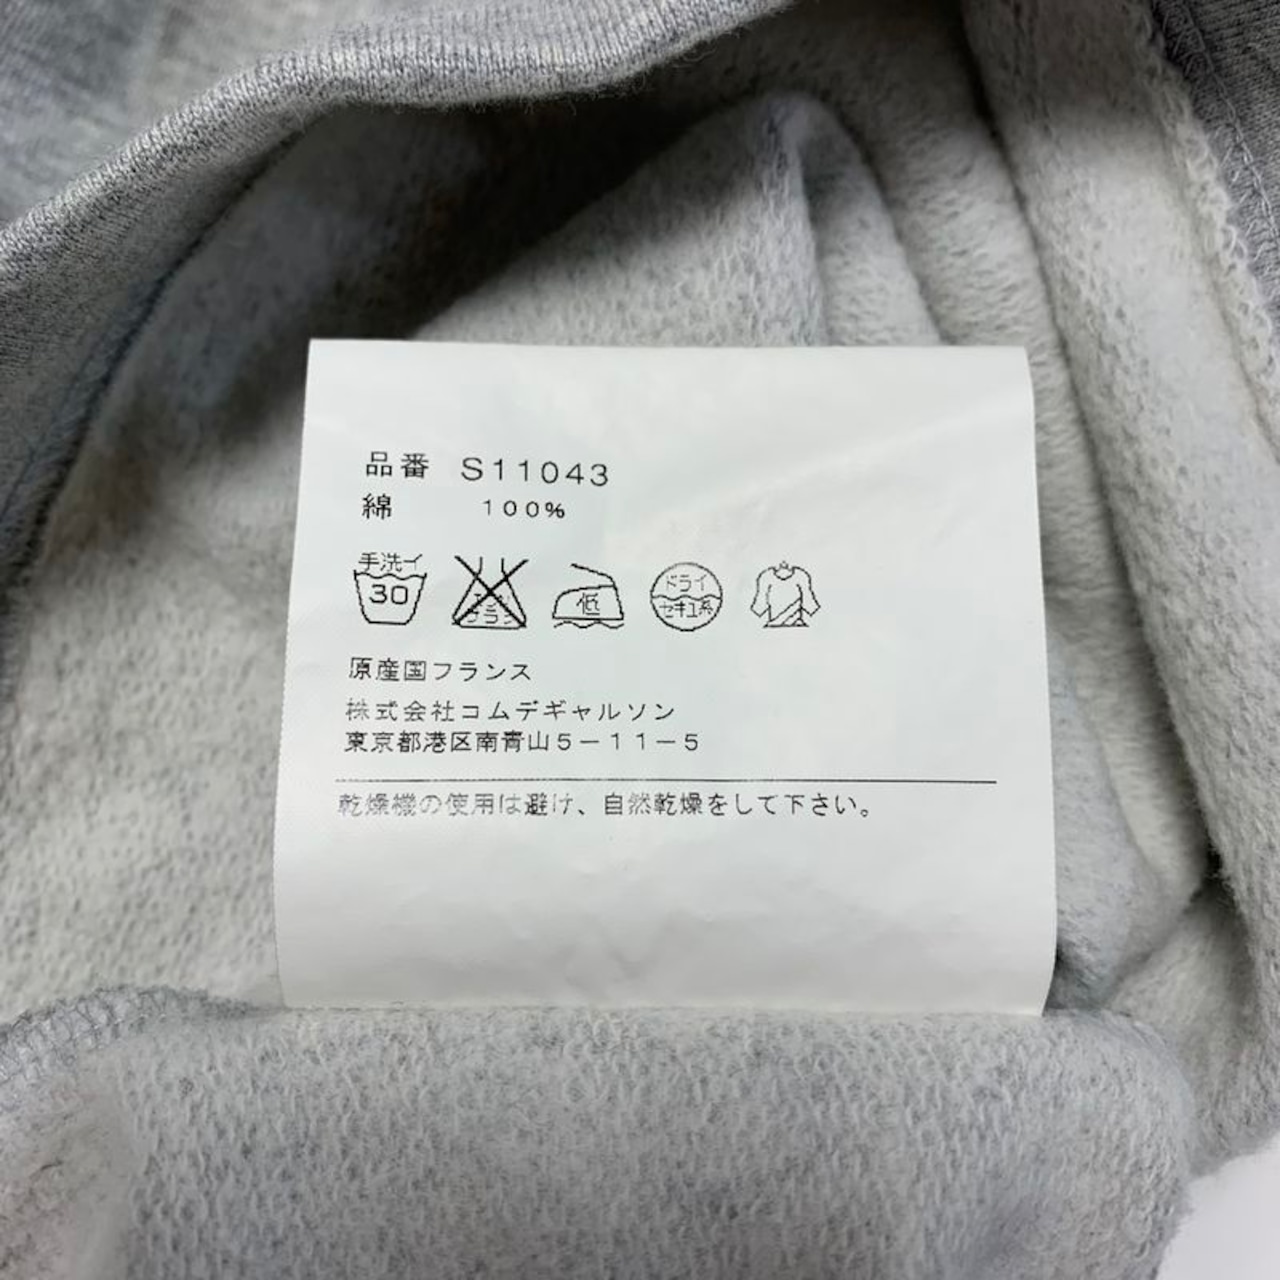 品番 S11043
綿 100%
手洗イ
30
低
ドライ
セキユ系
原産国フランス
株式会社コムデギャルソン
東京都港区南青山5－11－5
乾燥機の使用は避け、自然乾燥をして下さい。